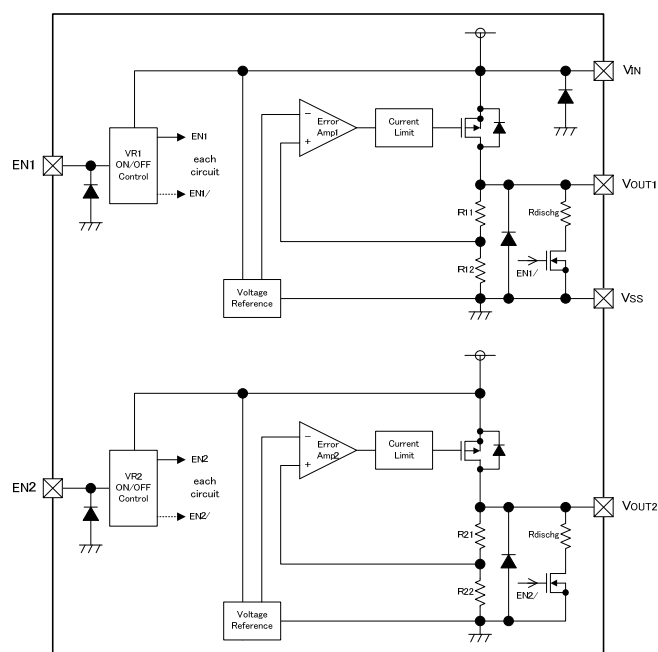 VIN
EN1
VR1
ON/OFF
Control
EN1
each
circuit
EN1/
−
+
Error
Amp1
Current
Limit
VOUT1
R11
Rdischg
R12
EN1/
Voltage
Reference
VSS
EN2
VR2
ON/OFF
Control
EN2
each
circuit
EN2/
−
+
Error
Amp2
Current
Limit
VOUT2
R21
Rdischg
R22
EN2/
Voltage
Reference